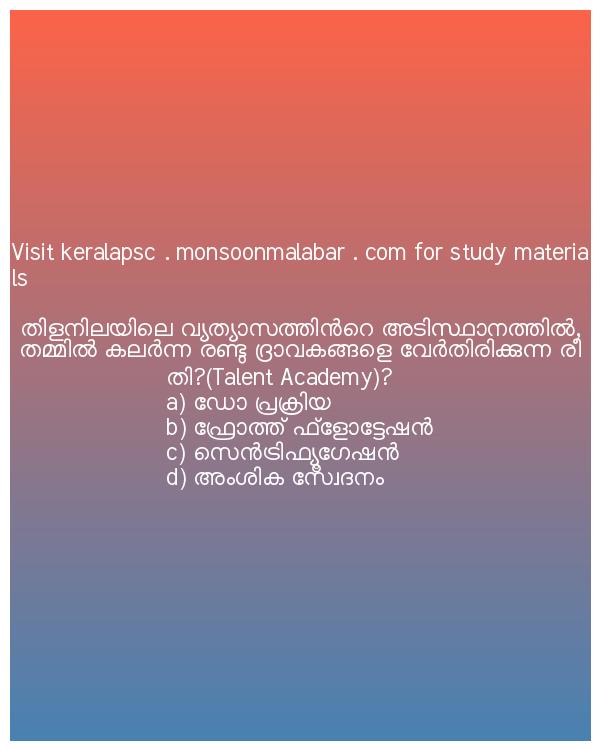 Visit keralapsc . monsoonmalabar . com for study materia
ls
തിളനിലയിലെ വ്യത്യാസത്തിൻറെ അടിസ്ഥാനത്തിൽ,
തമ്മിൽ കലർന്ന രണ്ടു ദ്രാവകങ്ങളെ വേർതിരിക്കുന്ന രീ
തി?(Talent Academy)?
a) ഡോ പ്രക്രിയ
b) ഫ്രോത്ത് ഫ്ളോട്ടേഷൻ
c) സെൻട്രിഫ്യൂഗേഷൻ
d) അംശിക സ്വേദനം